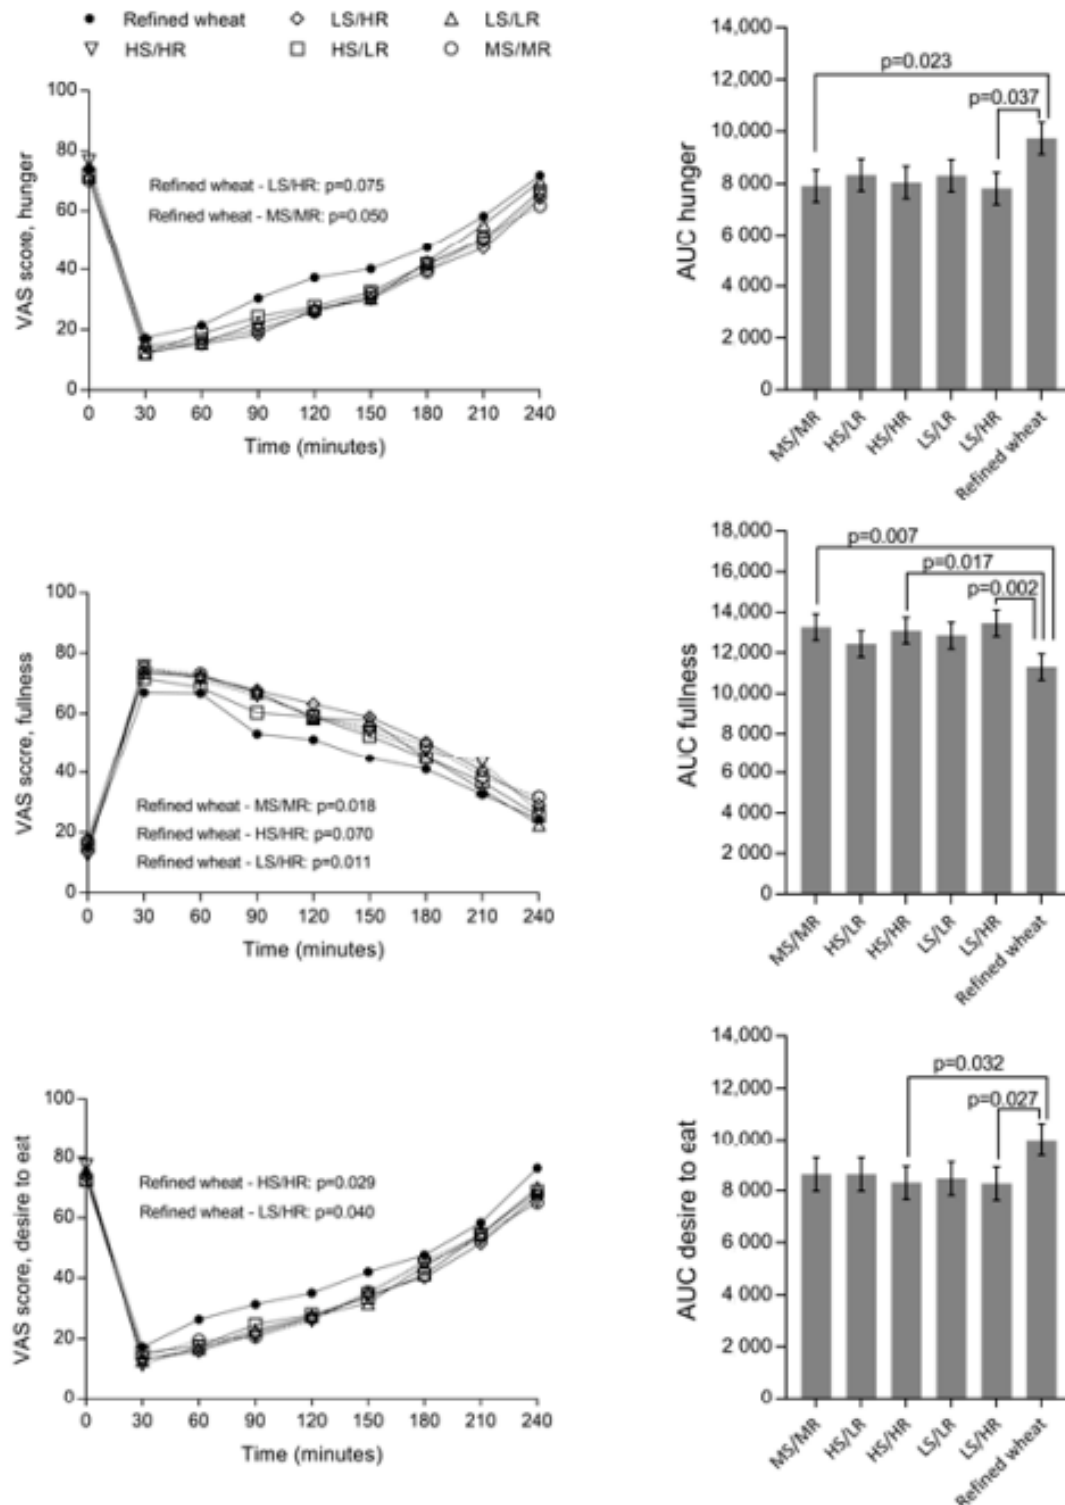 Refined wheat LS/HR LS/LR
HS/HR HS/LR MS/MR
VAS score, hunger
100
80
60
40
20
0
Refined wheat - LS/HR: p=0.075
Refined wheat - MS/MR: p=0.050
0 30 60 90 120 150 180 210 240
Time (minutes)
AUC hunger
14,000
12,000
10,000
8 000
6 000
4 000
2 000
0
p=0.023
p=0.037
MS/MR HS/LR HS/HR LS/LR LS/HR Refined wheat
VAS sccre, fullness
100
80
60
40
20
0
Refined wheat - MS/MR: p=0.018
Refined wheat - HS/HR: p=0.070
Refined wheat - LS/HR: p=0.011
0 30 60 90 120 150 180 210 240
Time (minutes)
AUC fullness
18,000
16,000
14,000
12,000
10,000
8 000
6 000
4 000
2 000
0
p=0.007
p=0.017
p=0.002
MS/MR HS/LR HS/HR LS/LR LS/HR Refined wheat
VAS score, desire to eat
100
80
60
40
20
0
Refined wheat - HS/HR: p=0.029
Refined wheat - LS/HR: p=0.040
0 30 60 90 120 150 180 210 240
Time (minutes)
AUC desire to eat
14,000
12,000
10,000
8 000
6 000
4 000
2 000
0
p=0.032
p=0.027
MS/MR HS/LR HS/HR LS/LR LS/HR Refined wheat